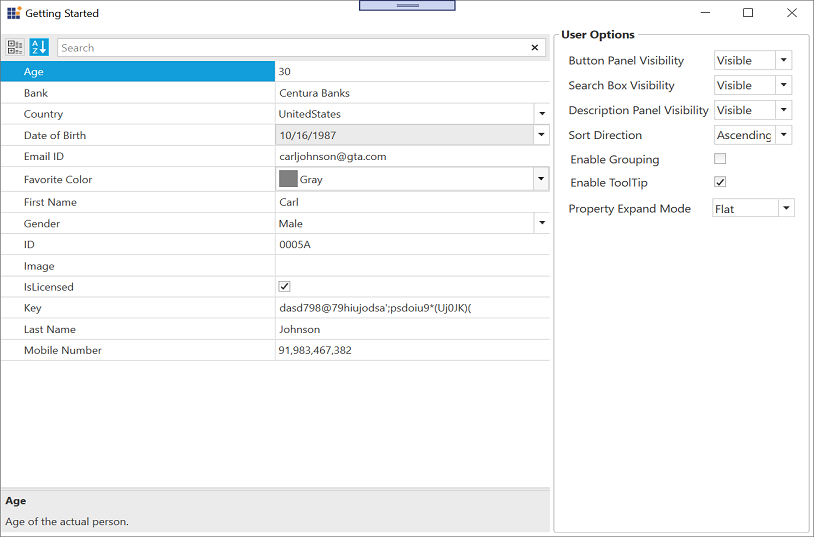 Getting Started
Search
Age 30
Bank Centura Banks
Country UnitedStates
Date of Birth 10/16/1987
Email ID carljohnson@gta.com
Favorite Color Gray
First Name Carl
Gender Male
ID 0005A
Image
IsLicensed
Key dasd798@79hiujodsa';psdoiu9*(Uj0JK)(
Last Name Johnson
Mobile Number 91,983,467,382
Age
Age of the actual person.
User Options
Button Panel Visibility Visible
Search Box Visibility Visible
Description Panel Visibility Visible
Sort Direction Ascending
Enable Grouping
Enable ToolTip
Property Expand Mode Flat